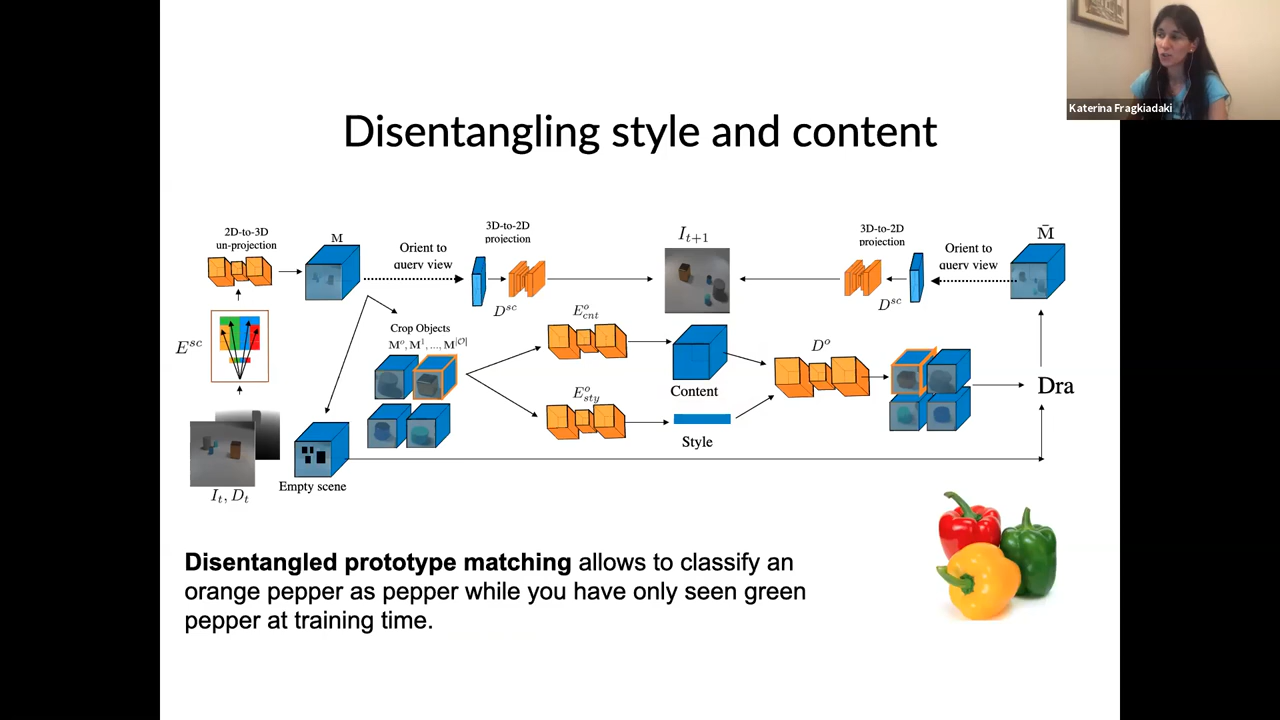 Katerina Fragkiadaki
Disentangling style and content
2D-to-3D
un-projection
M
Orient to
query view
3D-to-2D
projection
I_{t+1}
3D-to-2D
projection
Orient to
query view
M̄
D^{sc}
D^{sc}
E^{sc}
Crop Objects
M^o, M^1, ..., M^{|O|}
E^o_{cnt}
Content
D^o
E^o_{sty}
Style
Dra
Empty scene
I_t, D_t
Disentangled prototype matching allows to classify an
orange pepper as pepper while you have only seen green
pepper at training time.